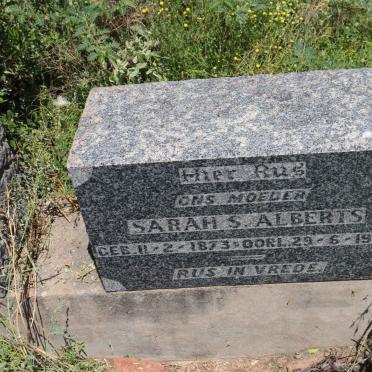 Hier Rus
ONS MOEDER
SARAH S. ALBERTS
GEB. 11-2-1873 OORL. 29-6-19
RUS IN VREDE.